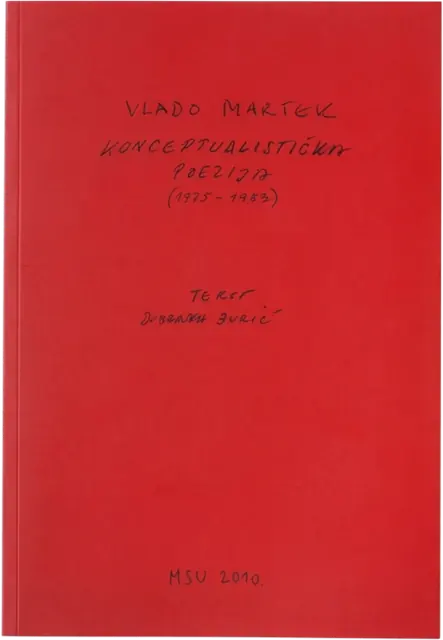 VLADO MARTEK
KONCEPTUALISTIČKA
POEZIJA
(1975 - 1983)
TEKST
DUBRAVKA ĐURIĆ
MSU 2010.